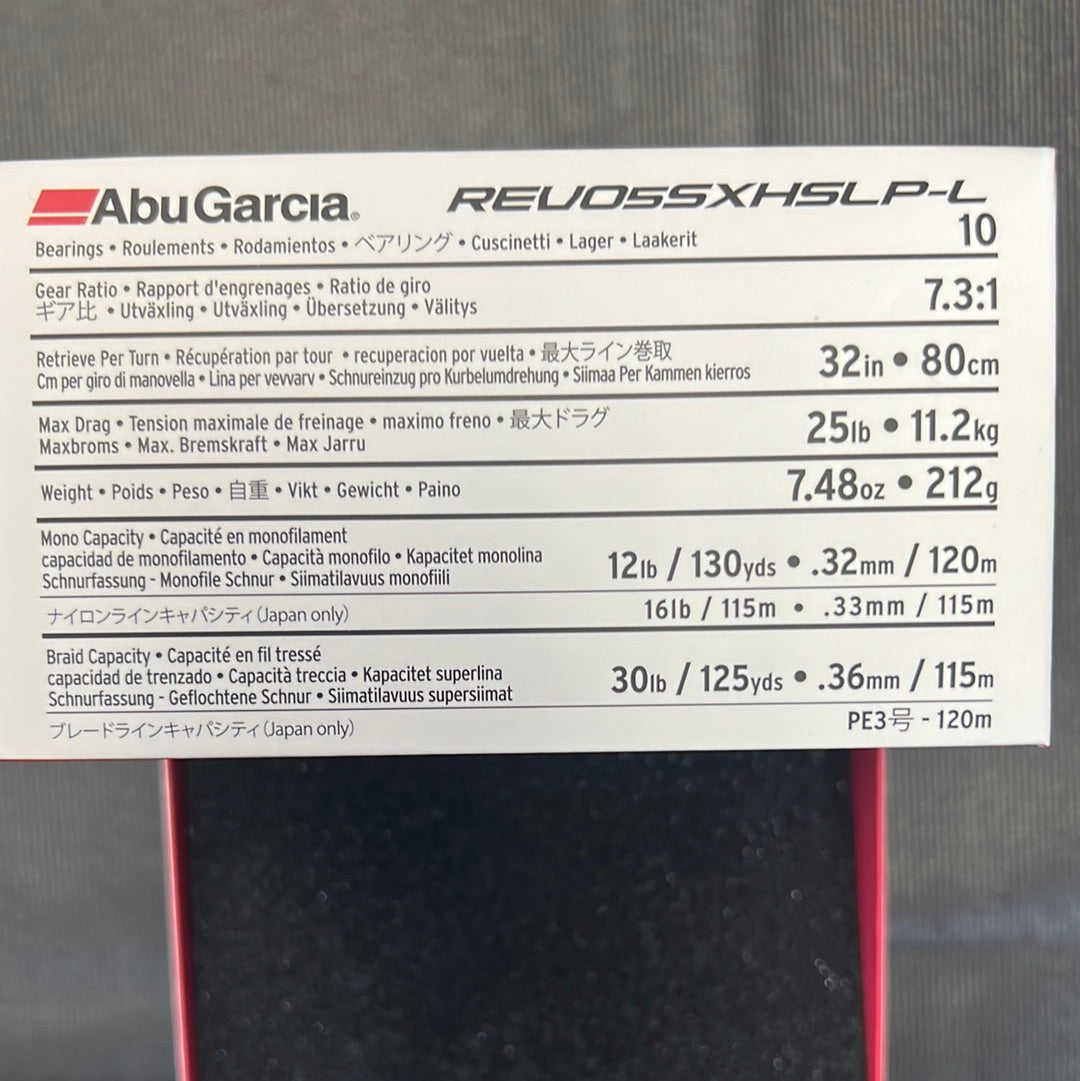 AbuGarcia® REVO5SXHSLP-L
Bearings • Roulements • Rodamientos • ベアリング • Cuscinetti • Lager • Laakerit 10
Gear Ratio • Rapport d'engrenages • Ratio de giro
ギア比 • Utväxling • Utväxling • Übersetzung • Välitys 7.3:1
Retrieve Per Turn • Récupération par tour • recuperacion por vuelta • 最大ライン巻取
Cm per giro di manovella • Lina per vevvarv • Schnureinzug pro Kurbelumdrehung • Siimaa Per Kammen kierros 32in • 80cm
Max Drag • Tension maximale de freinage • maximo freno • 最大ドラグ
Maxbroms • Max. Bremskraft • Max Jarru 25lb • 11.2kg
Weight • Poids • Peso • 自重 • Vikt • Gewicht • Paino 7.48oz • 212g
Mono Capacity • Capacité en monofilament
capacidad de monofilamento • Capacità monofilo • Kapacitet monolina
Schnurfassung - Monofile Schnur • Siimatilavuus monofiili 12lb / 130yds • .32mm / 120m
ナイロンラインキャパシティ(Japan only) 16lb / 115m • .33mm / 115m
Braid Capacity • Capacité en fil tressé
capacidad de trenzado • Capacità treccia • Kapacitet superlina
Schnurfassung - Geflochtene Schnur • Siimatilavuus supersiimat 30lb / 125yds • .36mm / 115m
ブレードラインキャパシティ(Japan only) PE3号 - 120m